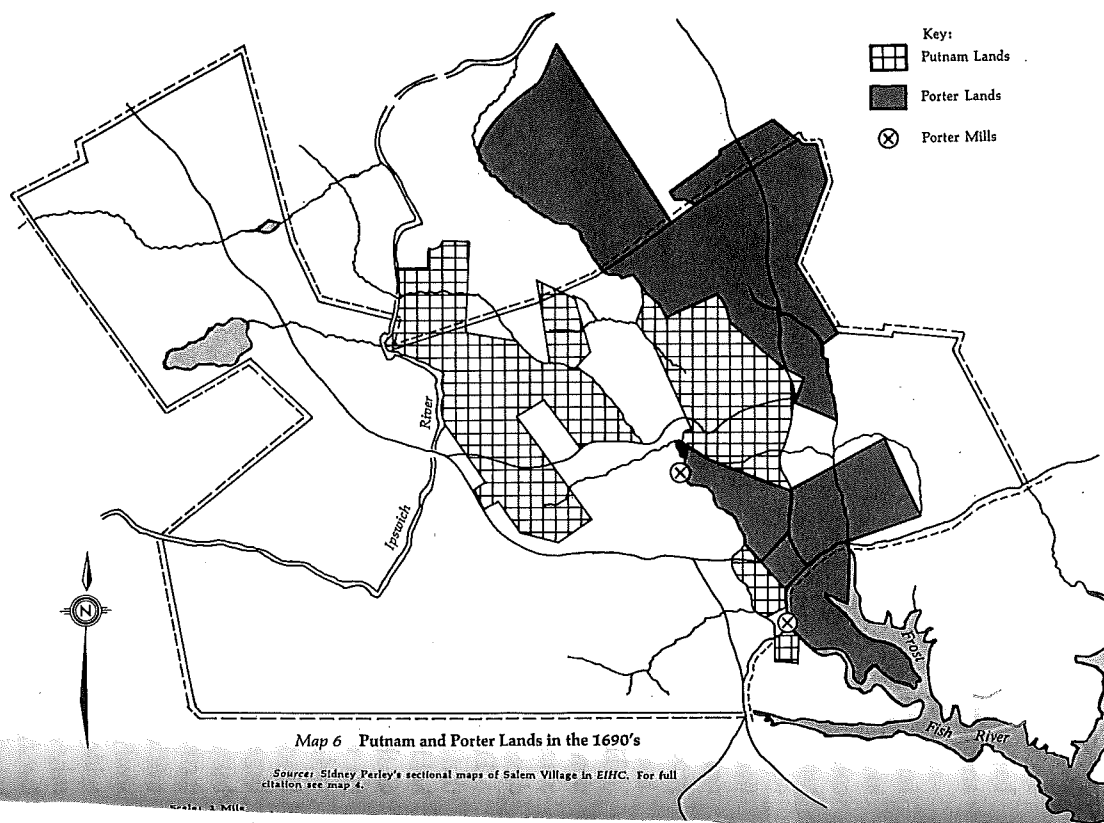 Key:
Putnam Lands
Porter Lands
Porter Mills
River
Ipswich
N
Frost
Fish River
Map 6 Putnam and Porter Lands in the 1690's
Source: Sidney Perley's sectional maps of Salem Village in EIHC. For full
citation see map 4.